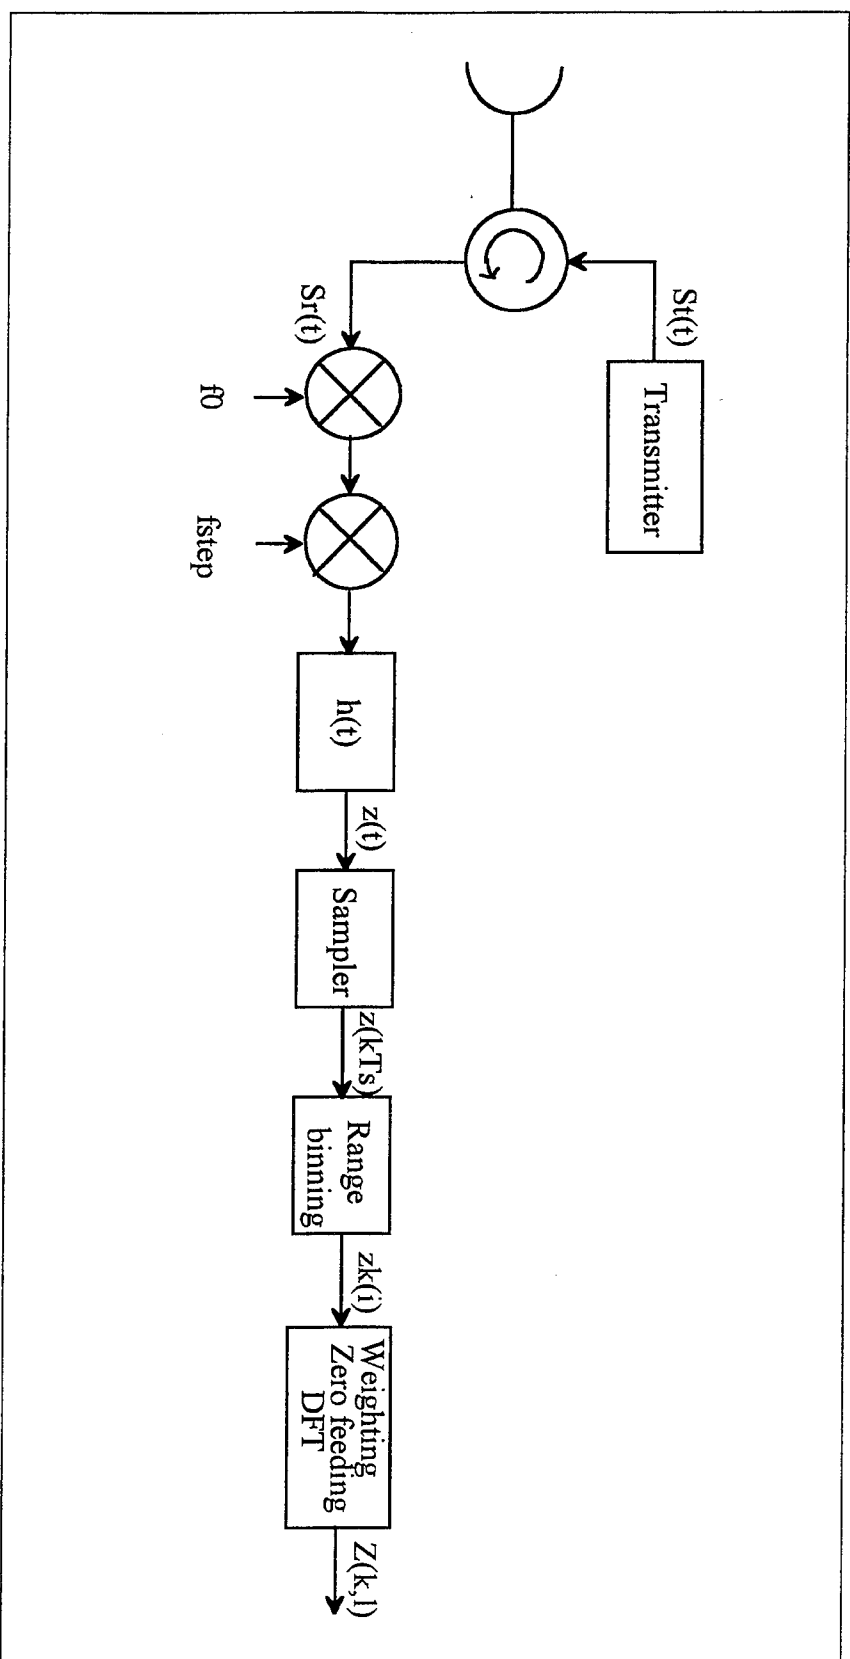 St(t)
Transmitter
Sr(t)
f0
fstep
h(t)
z(t)
Sampler
z(kTs)
Range
binning
zk(i)
Weighting
Zero feeding
DFT
Z(k,l)